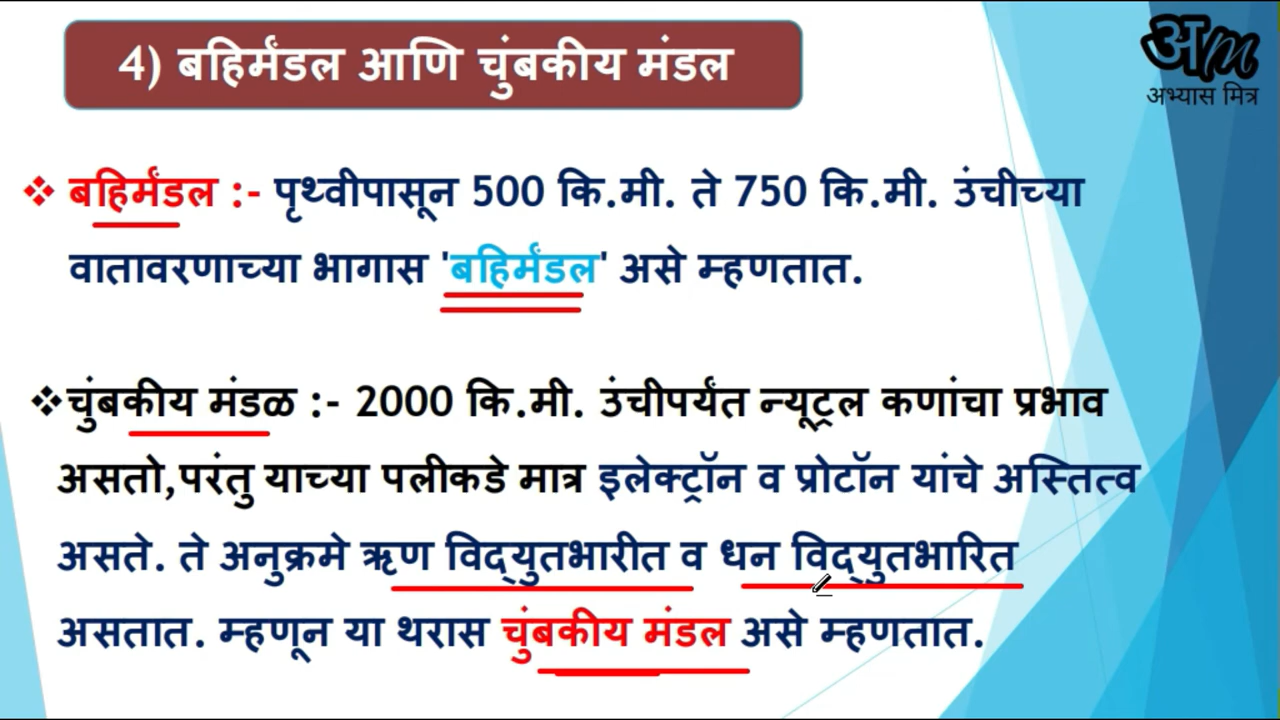 4) बहिर्मंडल आणि चुंबकीय मंडल
अm
अभ्यास मित्र
❖ बहिर्मंडल :- पृथ्वीपासून 500 कि.मी. ते 750 कि.मी. उंचीच्या
वातावरणाच्या भागास 'बहिर्मंडल' असे म्हणतात.
❖चुंबकीय मंडळ :- 2000 कि.मी. उंचीपर्यंत न्यूट्रल कणांचा प्रभाव
असतो,परंतु याच्या पलीकडे मात्र इलेक्ट्रॉन व प्रोटॉन यांचे अस्तित्व
असते. ते अनुक्रमे ऋण विद्‌युतभारीत व धन विद्‌युतभारित
असतात. म्हणून या थरास चुंबकीय मंडल असे म्हणतात.